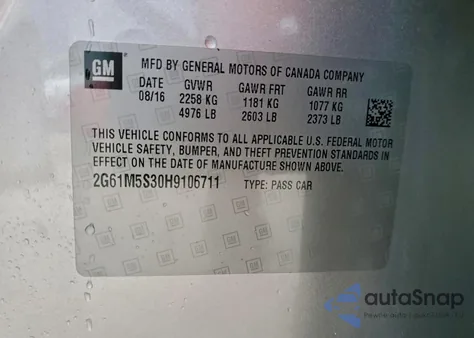 GM
MFD BY GENERAL MOTORS OF CANADA COMPANY
DATE GVWR GAWR FRT GAWR RR
08/16 2258 KG 1181 KG 1077 KG
4976 LB 2603 LB 2373 LB
THIS VEHICLE CONFORMS TO ALL APPLICABLE U.S. FEDERAL MOTOR
VEHICLE SAFETY, BUMPER, AND THEFT PREVENTION STANDARDS IN
EFFECT ON THE DATE OF MANUFACTURE SHOWN ABOVE.
2G61M5S30H9106711 TYPE: PASS CAR
autoSnap